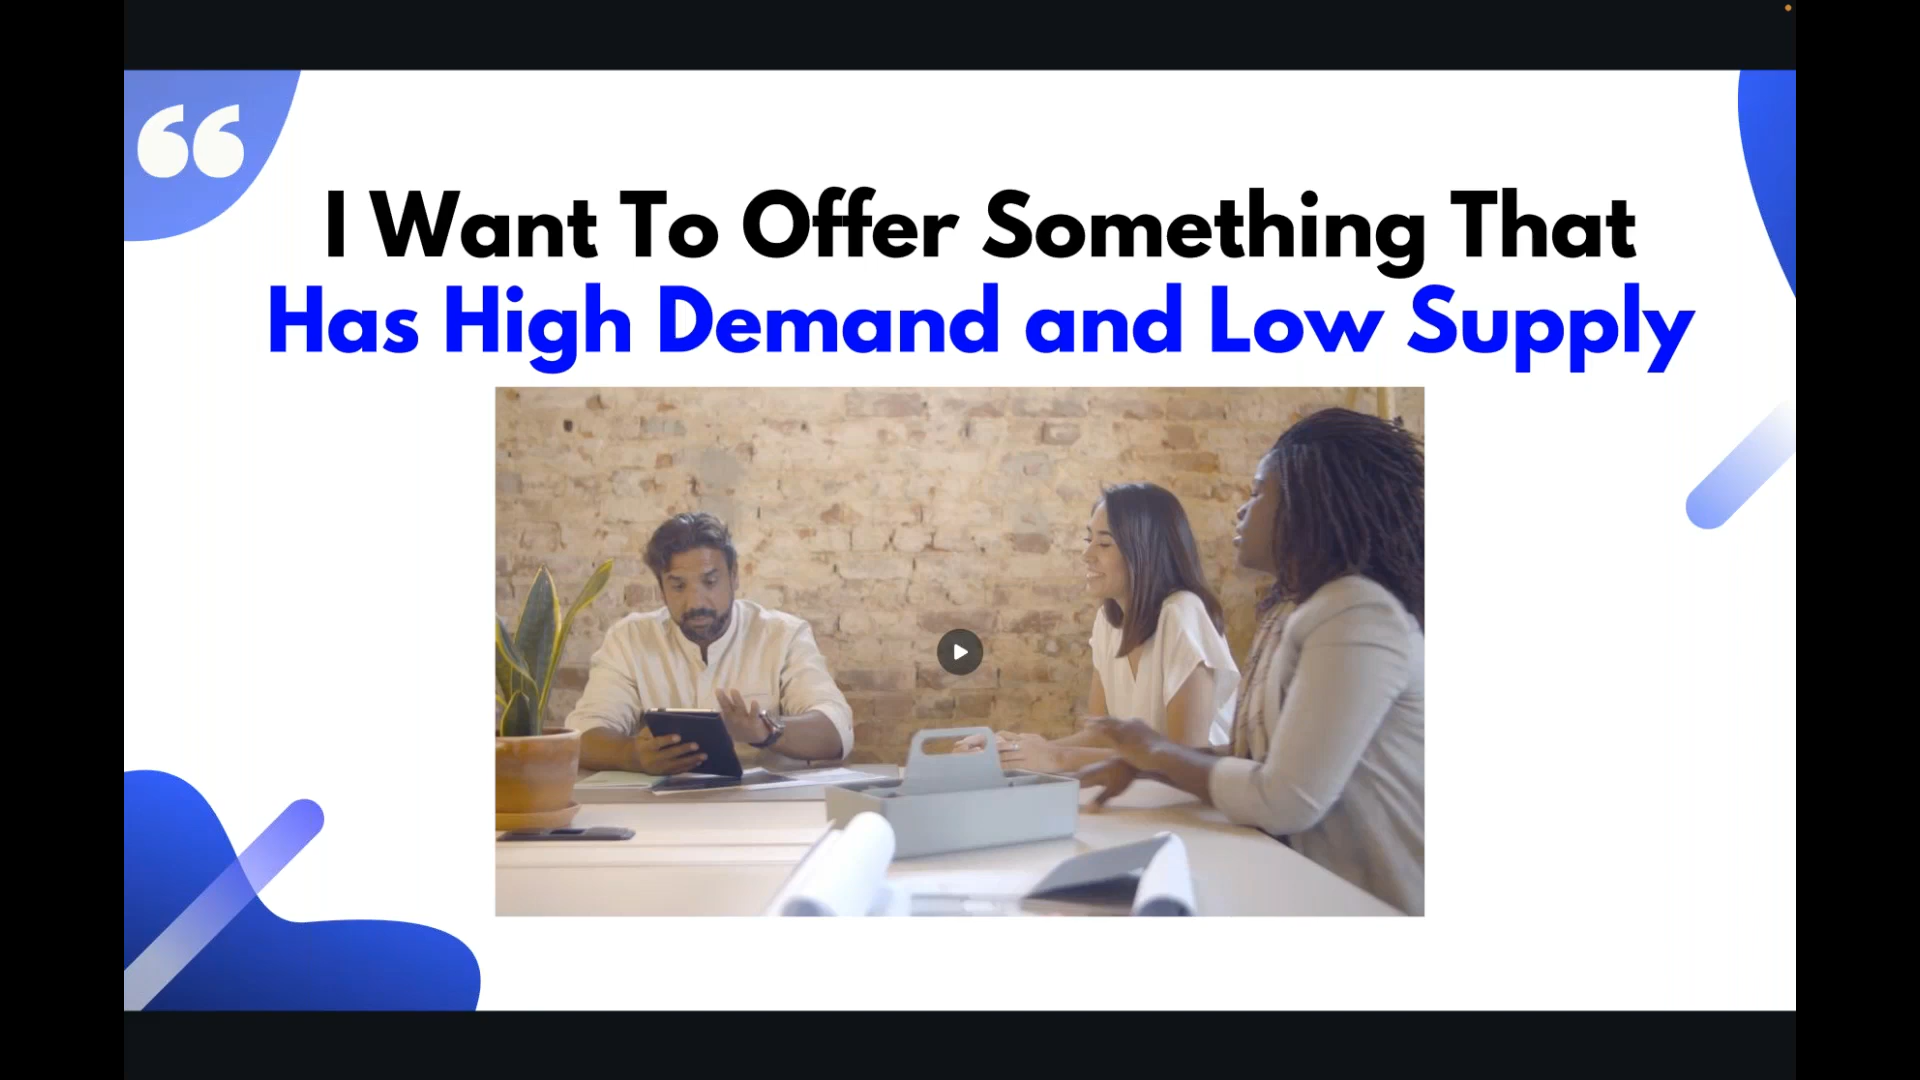 “
I Want To Offer Something That
Has High Demand and Low Supply